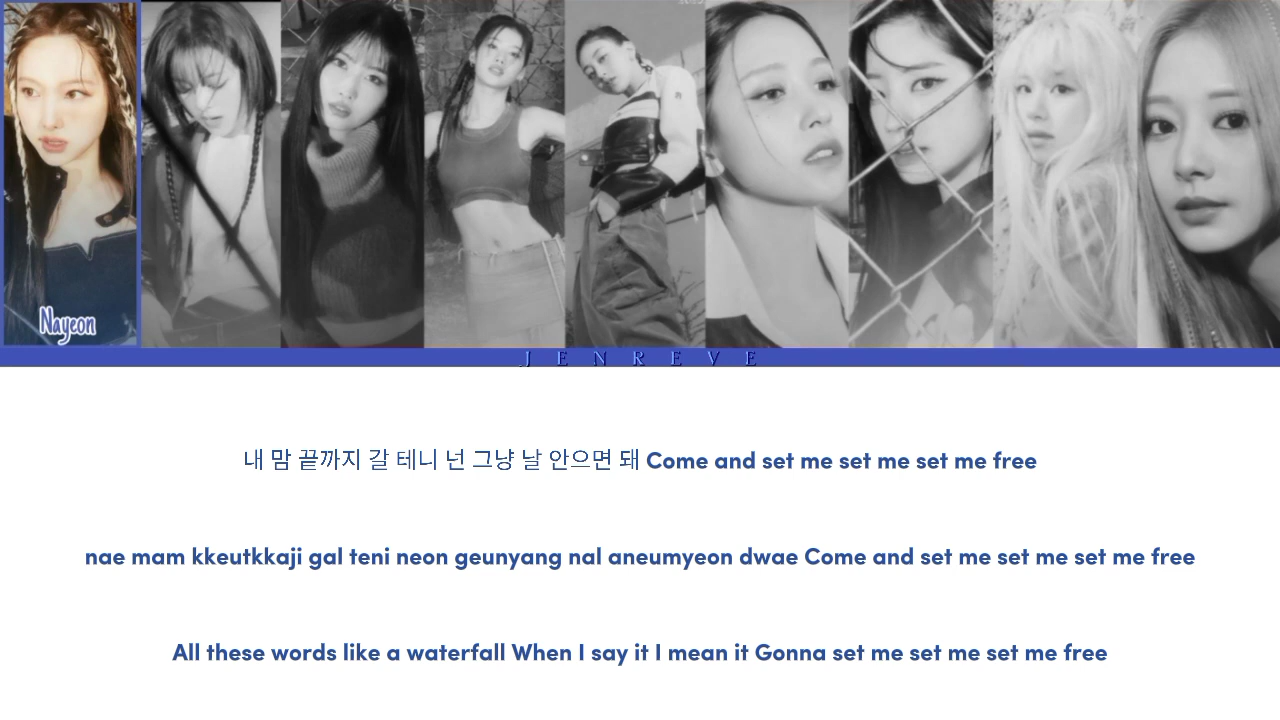 Nayeon
JENREVE
내 맘 끝까지 갈 테니 넌 그냥 날 안으면 돼 Come and set me set me set me free
nae mam kkeutkkaji gal teni neon geunyang nal aneumyeon dwae Come and set me set me set me free
All these words like a waterfall When I say it I mean it Gonna set me set me set me free